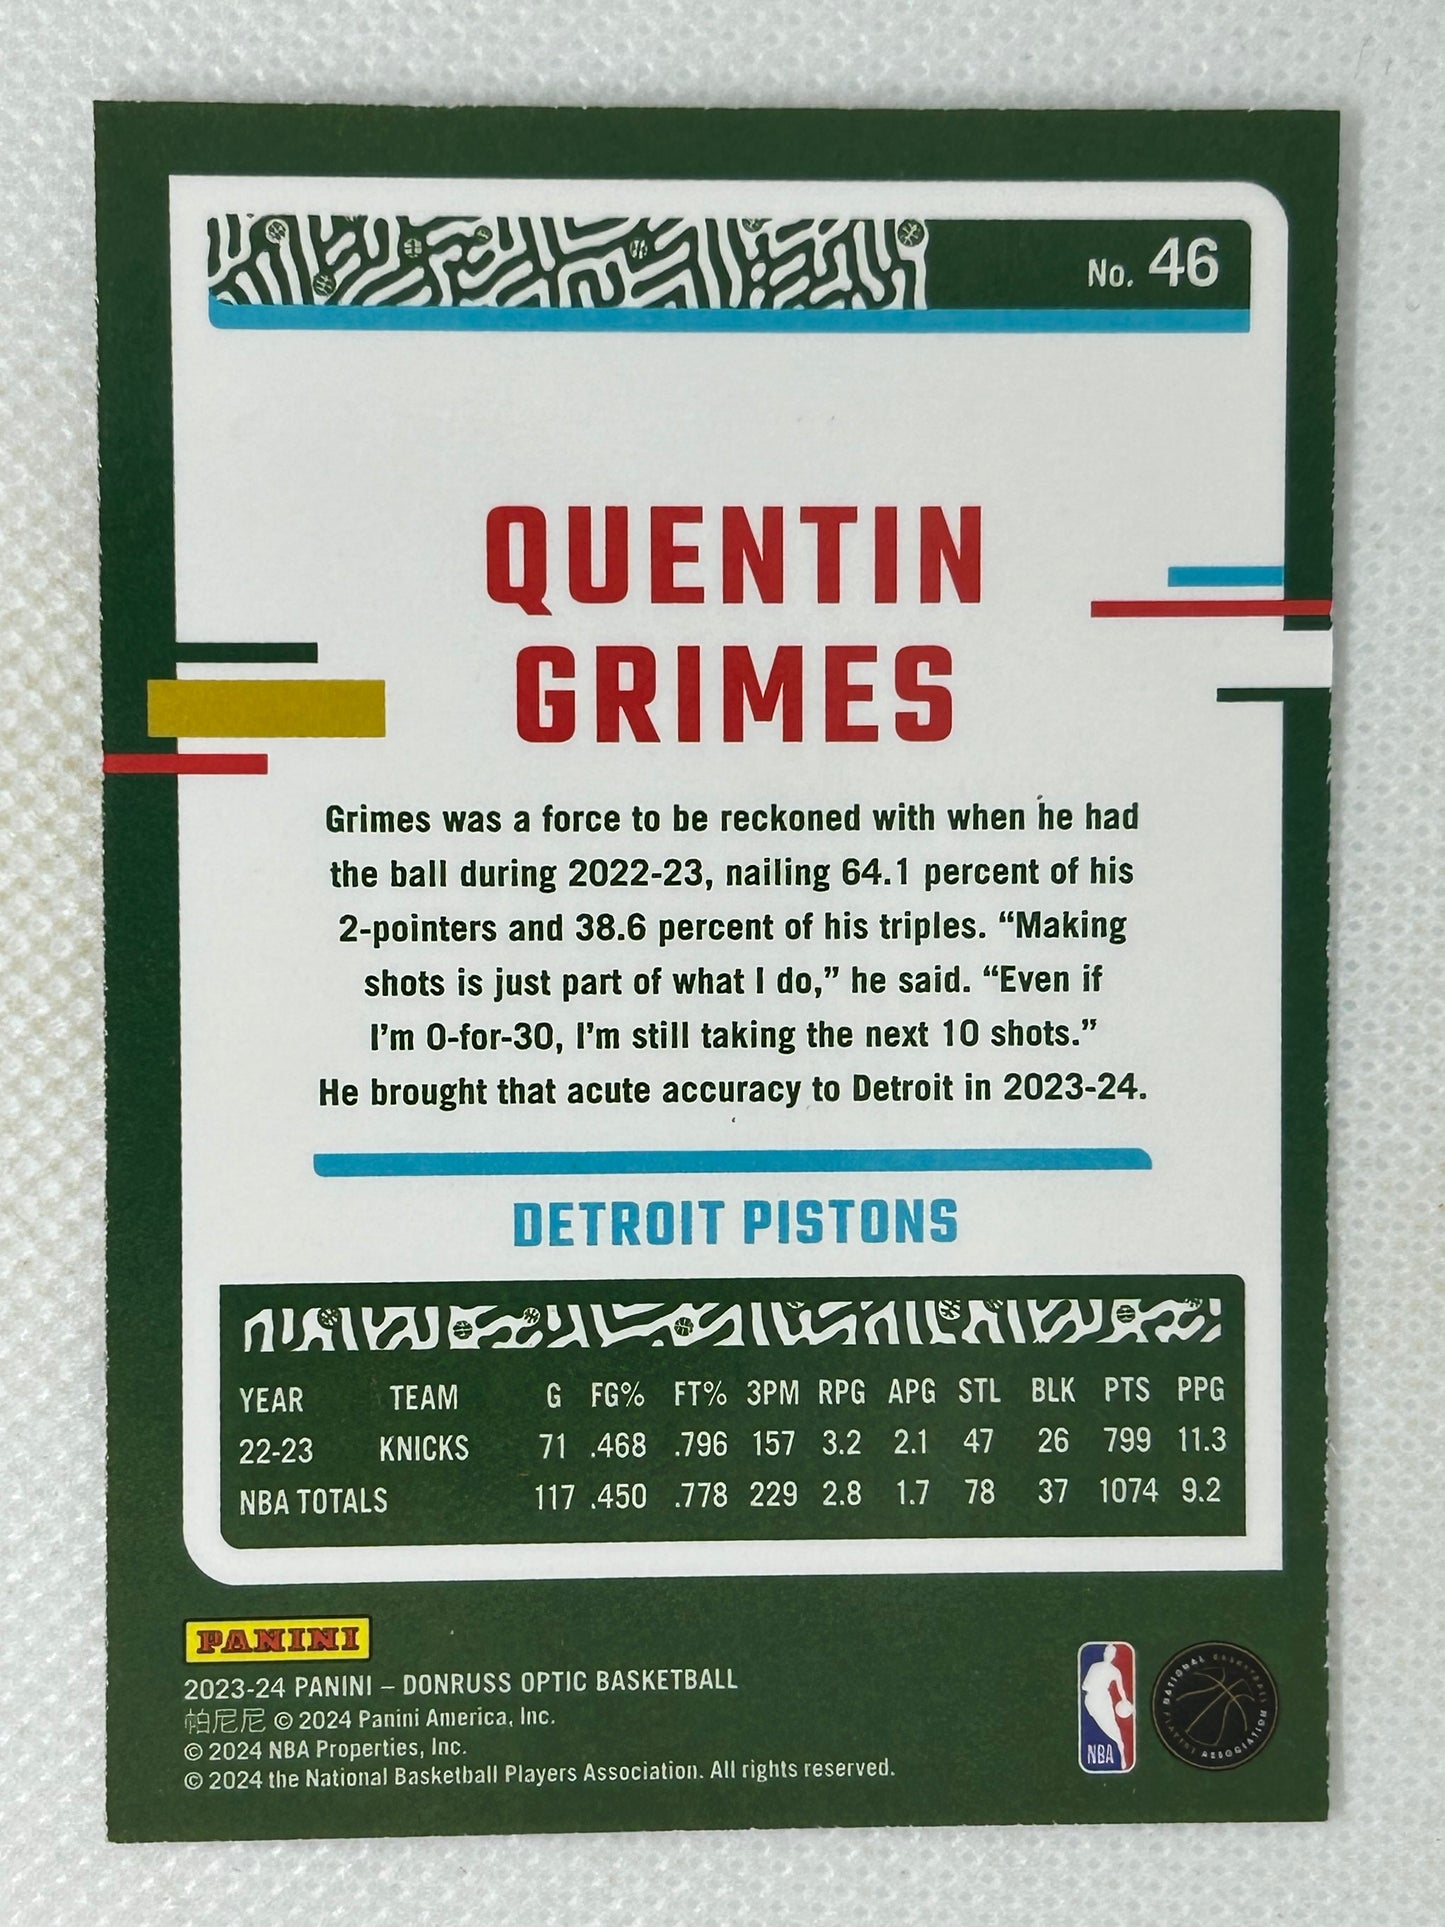 No. 46
QUENTIN
GRIMES
Grimes was a force to be reckoned with when he had
the ball during 2022-23, nailing 64.1 percent of his
2-pointers and 38.6 percent of his triples. “Making
shots is just part of what I do,” he said. “Even if
I’m 0-for-30, I’m still taking the next 10 shots.”
He brought that acute accuracy to Detroit in 2023-24.
DETROIT PISTONS
YEAR TEAM G FG% FT% 3PM RPG APG STL BLK PTS PPG
22-23 KNICKS 71 .468 .796 157 3.2 2.1 47 26 799 11.3
NBA TOTALS 117 .450 .778 229 2.8 1.7 78 37 1074 9.2
PANINI
2023-24 PANINI – DONRUSS OPTIC BASKETBALL
帕尼尼 © 2024 Panini America, Inc.
© 2024 NBA Properties, Inc.
© 2024 the National Basketball Players Association. All rights reserved.
NBA
NATIONAL BASKETBALL PLAYERS ASSOCIATION